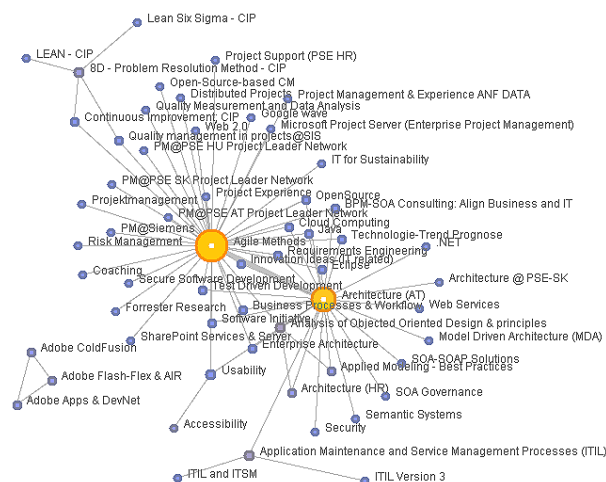 Lean Six Sigma - CIP
LEAN - CIP
Project Support (PSE HR)
8D - Problem Resolution Method - CIP
Open-Source-based CM
Distributed Projects
Project Management & Experience ANF DATA
Quality Measurement and Data Analysis
Google wave
Continuous Improvement: CIP
Web 2.0
Microsoft Project Server (Enterprise Project Management)
Quality management in projects@SIS
PM@PSE HU Project Leader Network
IT for Sustainability
PM@PSE SK Project Leader Network
Project Experience
OpenSource
Projektmanagement
BPM-SOA Consulting: Align Business and IT
PM@PSE AT Project Leader Network
Cloud Computing
PM@Siemens
Java
Technologie-Trend Prognose
Risk Management
Agile Methods
.NET
Requirements Engineering
Innovation Ideas (IT related)
Eclipse
Coaching
Secure Software Development
Architecture @ PSE-SK
Test Driven Development
Architecture (AT)
Forrester Research
Business Processes & Workflow
Web Services
Software Initiative
Analysis of Objected Oriented Design & principles
SharePoint Services & Server
Model Driven Architecture (MDA)
Enterprise Architecture
Adobe ColdFusion
SOA-SOAP Solutions
Usability
Applied Modeling - Best Practices
Adobe Flash-Flex & AIR
Architecture (HR)
SOA Governance
Adobe Apps & DevNet
Semantic Systems
Accessibility
Security
Application Maintenance and Service Management Processes (ITIL)
ITIL and ITSM
ITIL Version 3